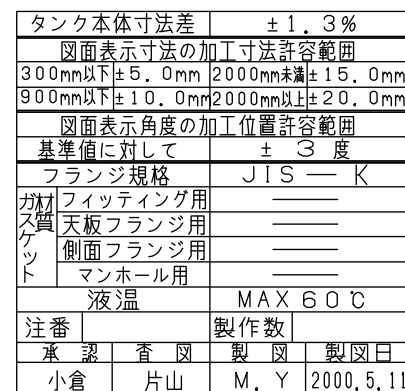 タンク本体寸法差 ±1.3%
図面表示寸法の加工寸法許容範囲
300mm以下 ±5.0mm 2000mm未満 ±15.0mm
900mm以下 ±10.0mm 2000mm以上 ±20.0mm
図面表示角度の加工位置許容範囲
基準値に対して ± 3 度
フランジ規格 JIS — K
ガスケット材質 フィッティング用 ———
天板フランジ用 ———
側面フランジ用 ———
マンホール用 ———
液温 MAX60℃
注番 製作数
承認 査図 製図 製図日
小倉 片山 M.Y 2000.5.11